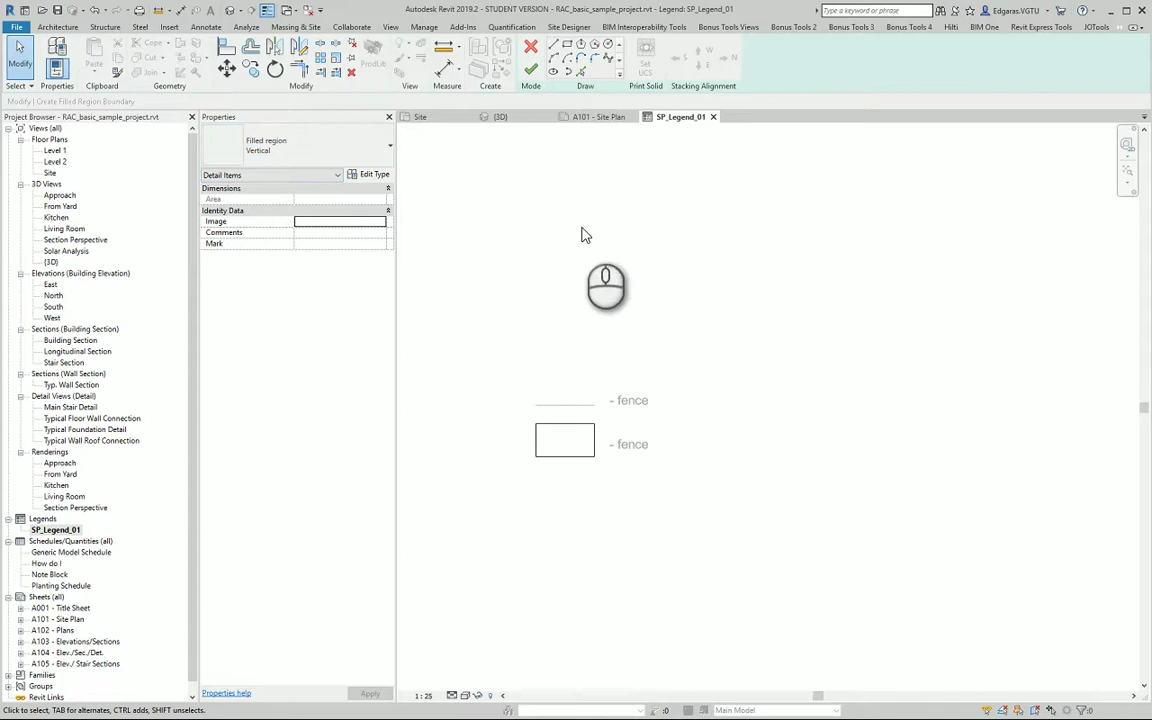 Autodesk Revit 2019.2 - STUDENT VERSION - RAC_basic_sample_project.rvt - Legend: SP_Legend_01
Type a keyword or phrase
Edgaras.VGTU
File Architecture Structure Steel Insert Annotate Analyze Massing & Site Collaborate View Manage Add-Ins Quantification BIM Interoperability Tools Bonus Tools Views Bonus Tools Bonus Tools 2 Bonus Tools 3 Bonus Tools 4 Hilti BIM One - Revit Revit Express Tools JOTools
Modify
Paste
Cope
Cut
Join
ProdLib
Set
UCS
W
S
N
E
Select Properties Clipboard Geometry Modify View Measure Create Mode Draw Print Solid Stacking Alignment
Modify | Create Filled Region Boundary
Project Browser - RAC_basic_sample_project.rvt
Views (all)
Floor Plans
Level 1
Level 2
Site
3D Views
Approach
From Yard
Kitchen
Living Room
Section Perspective
Solar Analysis
{3D}
Elevations (Building Elevation)
East
North
South
West
Sections (Building Section)
Building Section
Longitudinal Section
Stair Section
Sections (Wall Section)
Typ. Wall Section
Detail Views (Detail)
Main Stair Detail
Typical Floor Wall Connection
Typical Foundation Detail
Typical Wall Roof Connection
Renderings
Approach
From Yard
Kitchen
Living Room
Section Perspective
Legends
SP_Legend_01
Schedules/Quantities (all)
Generic Model Schedule
How do I
Note Block
Planting Schedule
Sheets (all)
A001 - Title Sheet
A101 - Site Plan
A102 - Plans
A103 - Elevations/Sections
A104 - Elev./Sec./Det.
A105 - Elev./ Stair Sections
Families
Groups
Revit Links
Properties
Filled region
Vertical
Detail Items
Edit Type
Dimensions
Area
Identity Data
Image
Comments
Mark
Properties help
Apply
Site
{3D}
A101 - Site Plan
SP_Legend_01
- fence
- fence
1 : 25
Click to select, TAB for alternates, CTRL adds, SHIFT unselects.
:0
Main Model
:0